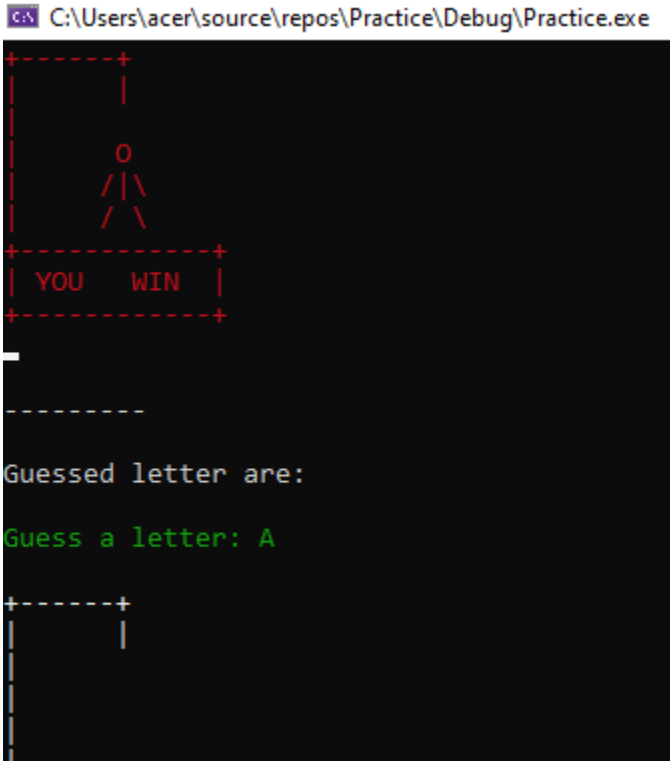 C:\Users\acer\source\repos\Practice\Debug\Practice.exe
+------+
|      |
|
|      O
|     /|\
|     / \
+-------------+
| YOU   WIN  |
+-------------+
---------
Guessed letter are:
Guess a letter: A
+------+
|      |
|
|
|
|